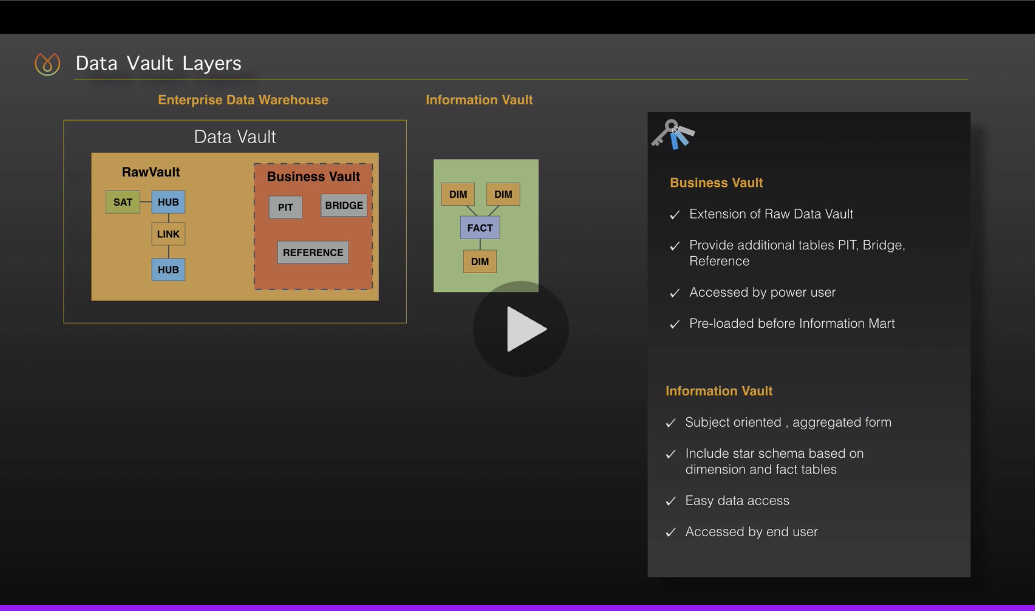 Data Vault Layers
Enterprise Data Warehouse
Information Vault
Data Vault
RawVault
SAT
HUB
LINK
HUB
Business Vault
PIT
BRIDGE
REFERENCE
DIM
DIM
FACT
DIM
Business Vault
✓ Extension of Raw Data Vault
✓ Provide additional tables PIT, Bridge,
Reference
✓ Accessed by power user
✓ Pre-loaded before Information Mart
Information Vault
✓ Subject oriented , aggregated form
✓ Include star schema based on
dimension and fact tables
✓ Easy data access
✓ Accessed by end user